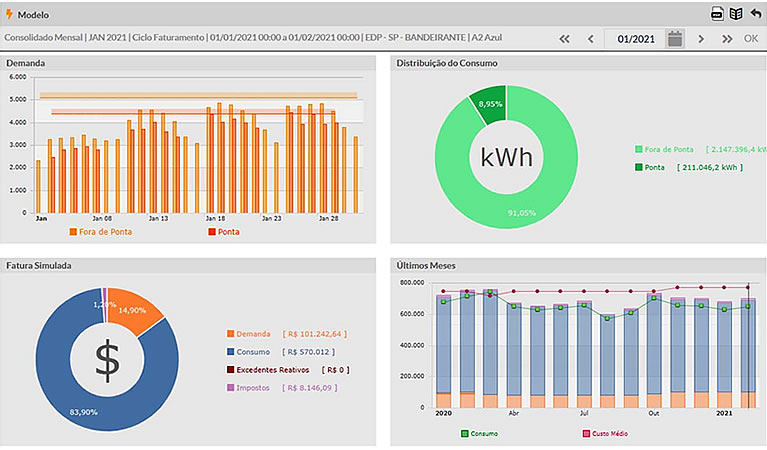 Modelo
Consolidado Mensal | JAN 2021 | Ciclo Faturamento | 01/01/2021 00:00 a 01/02/2021 00:00 | EDP - SP - BANDEIRANTE | A2 Azul
01/2021
OK
Demanda
6.000
5.000
4.000
3.000
2.000
1.000
0
Jan
Jan 08
Jan 13
Jan 18
Jan 23
Jan 28
Fora de Ponta
Ponta
Distribuição do Consumo
8,95%
kWh
91,05%
Fora de Ponta [ 2.147.396,4 kW
Ponta [ 211.046,2 kWh ]
Fatura Simulada
1,20%
14,90%
$
83,90%
Demanda [ R$ 101.242,64 ]
Consumo [ R$ 570.012 ]
Excedentes Reativos [ R$ 0 ]
Impostos [ R$ 8.146,09 ]
Últimos Meses
800.000
600.000
400.000
200.000
0
2020
Abr
Jul
Out
2021
Consumo
Custo Médio